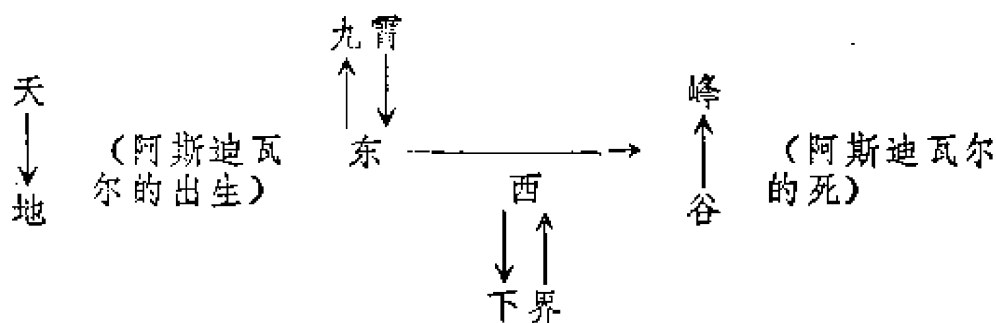 九霄
天
峰
（阿斯迪瓦
尔的出生）
东
（阿斯迪瓦尔
的死）
西
地
谷
下界